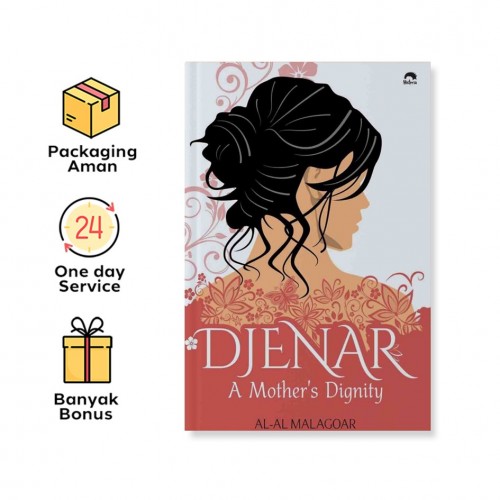 Packaging
Aman
24
One day
Service
Banyak
Bonus
DJENAR
A Mother's Dignity
AL-AL MALAGOAR